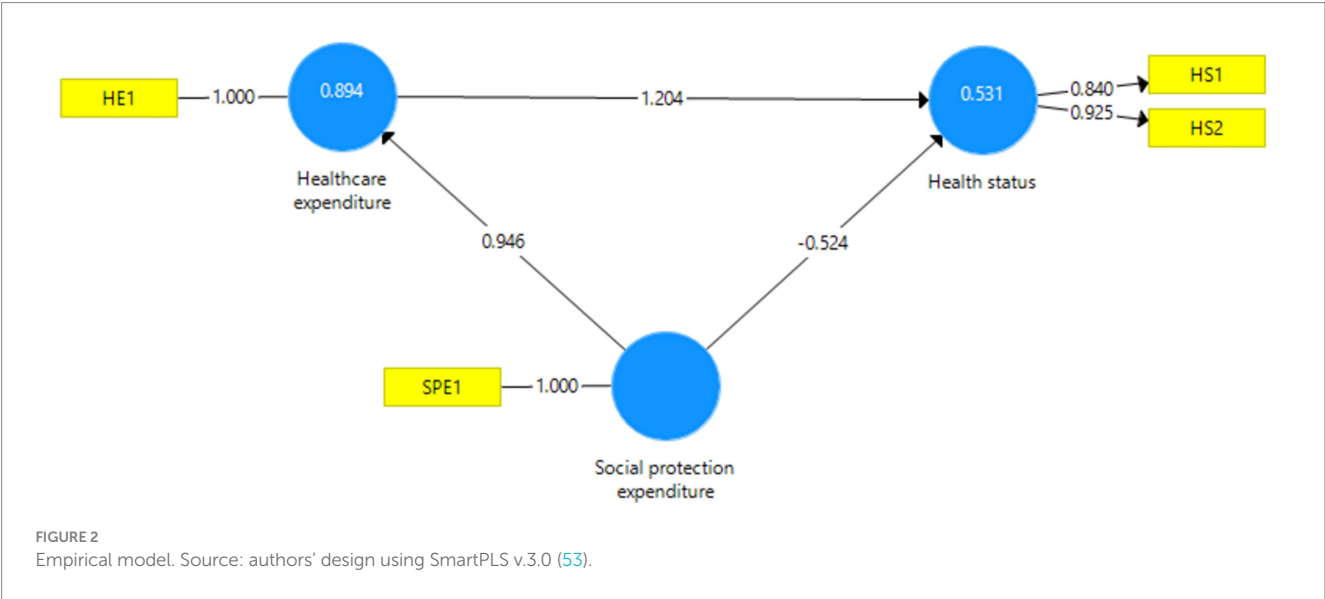 HE1
1.000
0.894
1.204
0.531
0.840
HS1
0.925
HS2
Healthcare
expenditure
Health status
0.946
-0.524
SPE1
1.000
Social protection
expenditure
FIGURE 2
Empirical model. Source: authors’ design using SmartPLS v.3.0 (53).